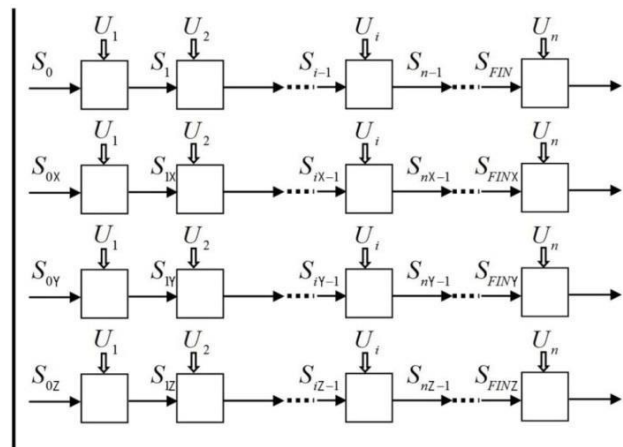 U1 U2 Ui Un
S0 S1 Si−1 Sn−1 SFIN
U1 U2 Ui Un
S0X S1X SiX−1 SnX−1 SFINX
U1 U2 Ui Un
S0Y S1Y SiY−1 SnY−1 SFINY
U1 U2 Ui Un
S0Z S1Z SiZ−1 SnZ−1 SFINZ